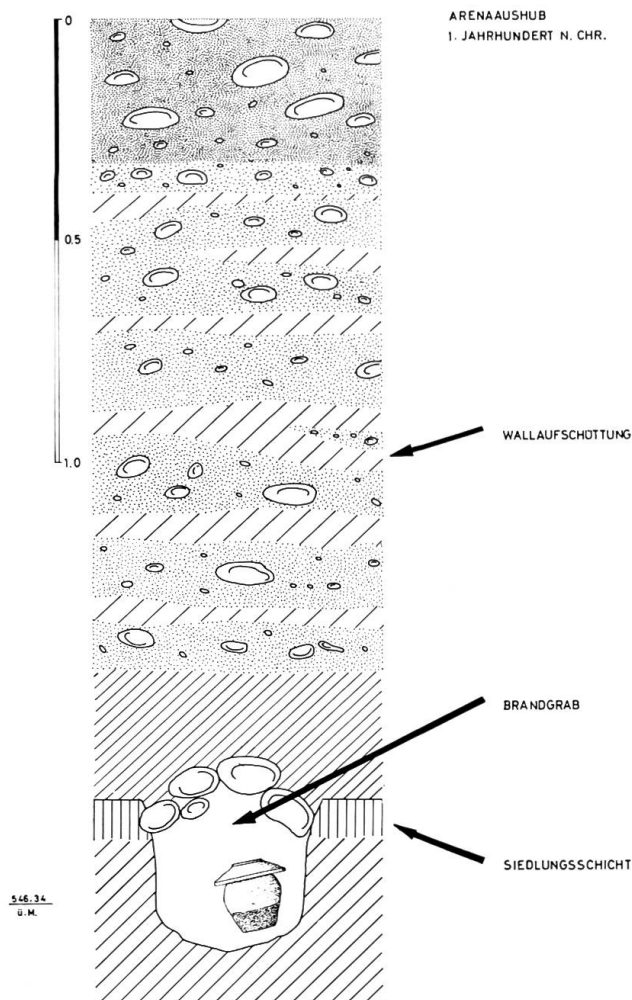 ARENAAUSHUB
1. JAHRHUNDERT N. CHR.
0
0.5
1.0
WALLAUFSCHÜTTUNG
BRANDGRAB
SIEDLUNGSSCHICHT
546.34
Ü.M.